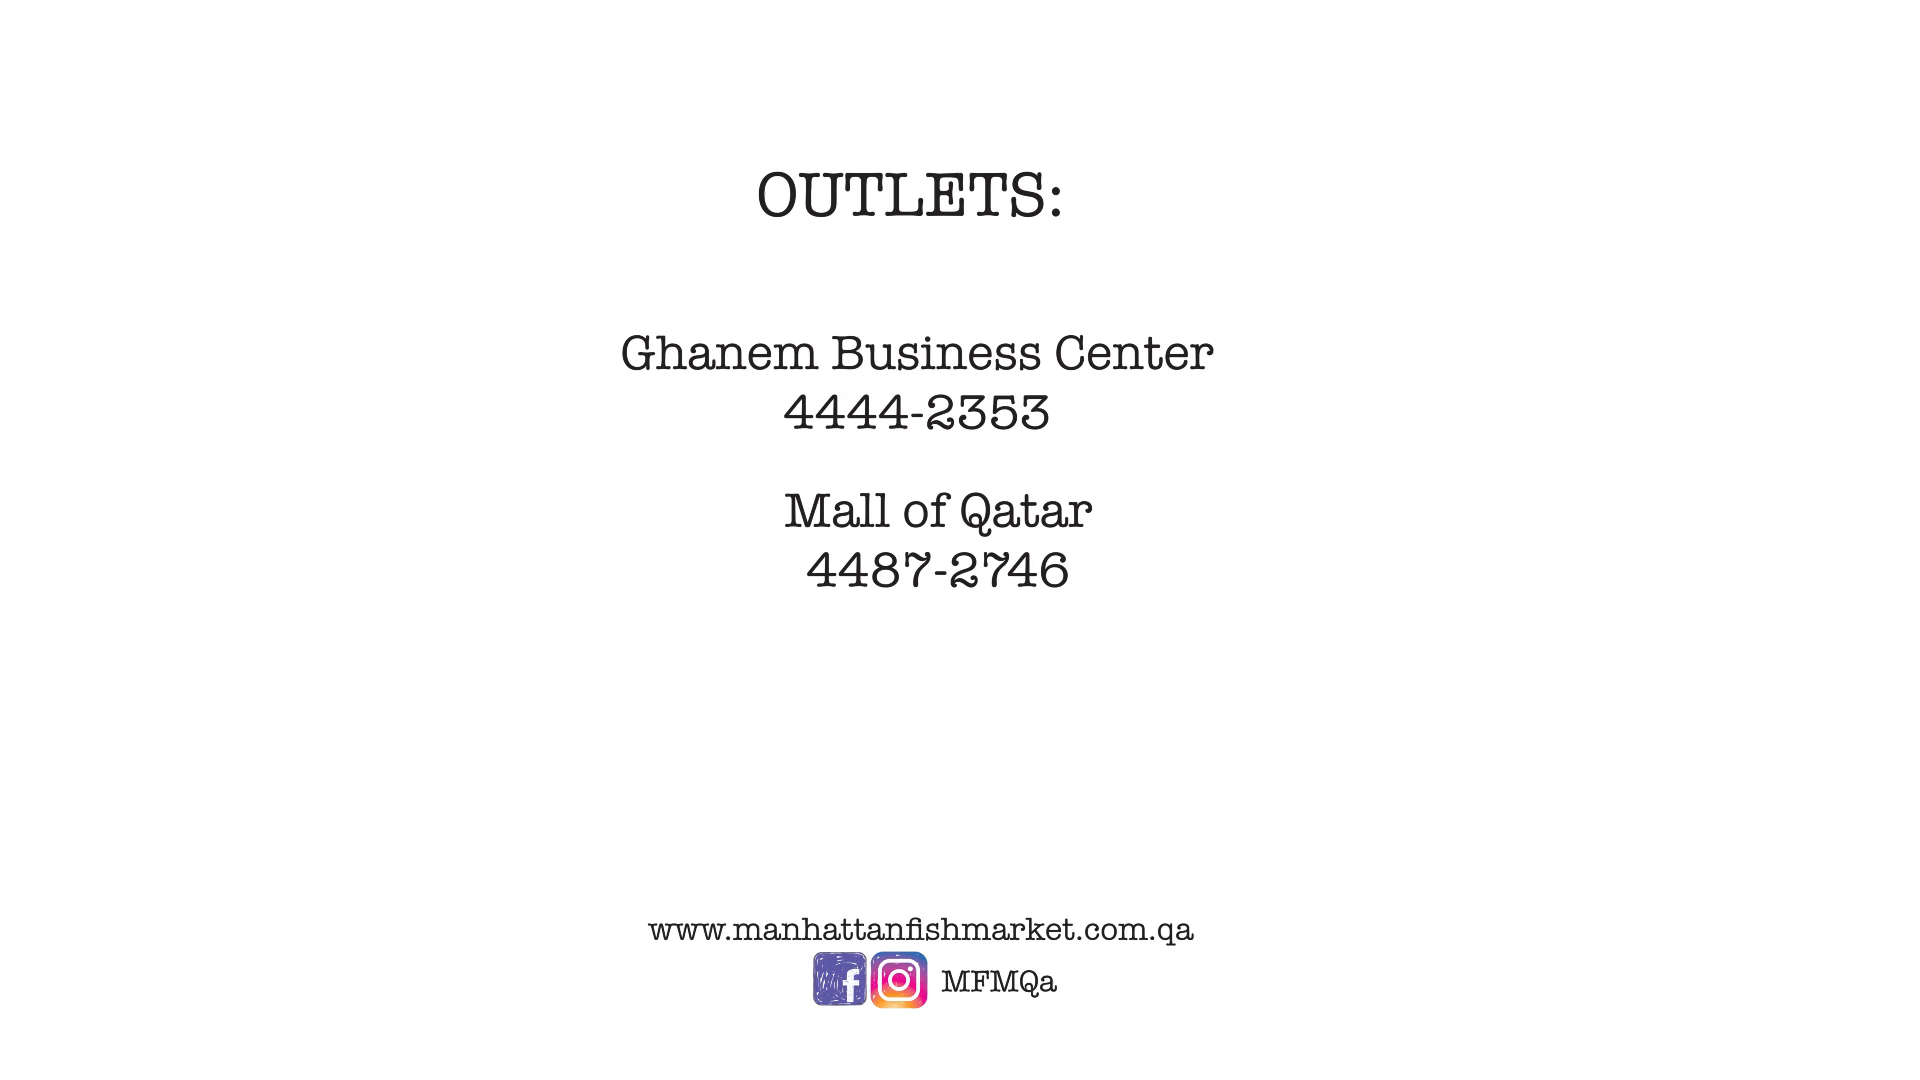 OUTLETS:
Ghanem Business Center
4444-2353
Mall of Qatar
4487-2746
www.manhattanfishmarket.com.qa
f MFMQa